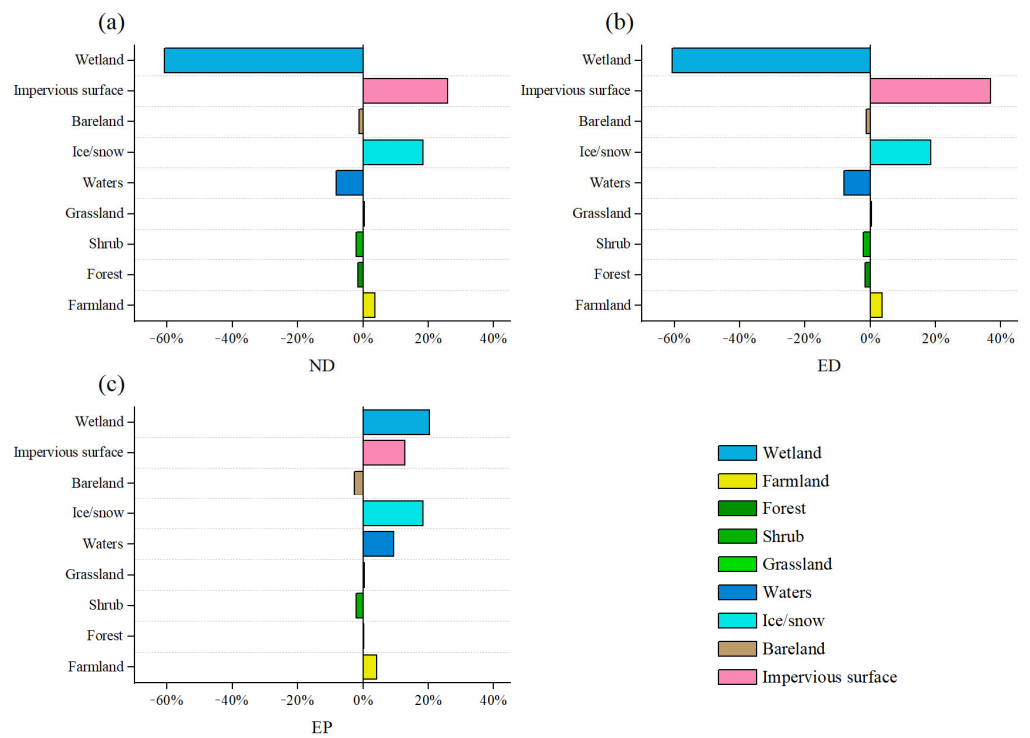 (a)
Wetland
Impervious surface
Bareland
Ice/snow
Waters
Grassland
Shrub
Forest
Farmland
-60% -40% -20% 0% 20% 40%
ND
(b)
Wetland
Impervious surface
Bareland
Ice/snow
Waters
Grassland
Shrub
Forest
Farmland
-60% -40% -20% 0% 20% 40%
ED
(c)
Wetland
Impervious surface
Bareland
Ice/snow
Waters
Grassland
Shrub
Forest
Farmland
-60% -40% -20% 0% 20% 40%
EP
Wetland
Farmland
Forest
Shrub
Grassland
Waters
Ice/snow
Bareland
Impervious surface